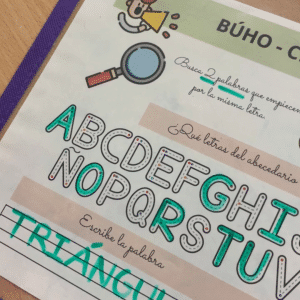 BÚHO - C
Busca 2 palabras que empiecen
por la misma letra.
¿Qué letras del abecedario
ABCDEFGHI
ÑOPQRSTUV
Escribe la palabra
TRIÁNGU